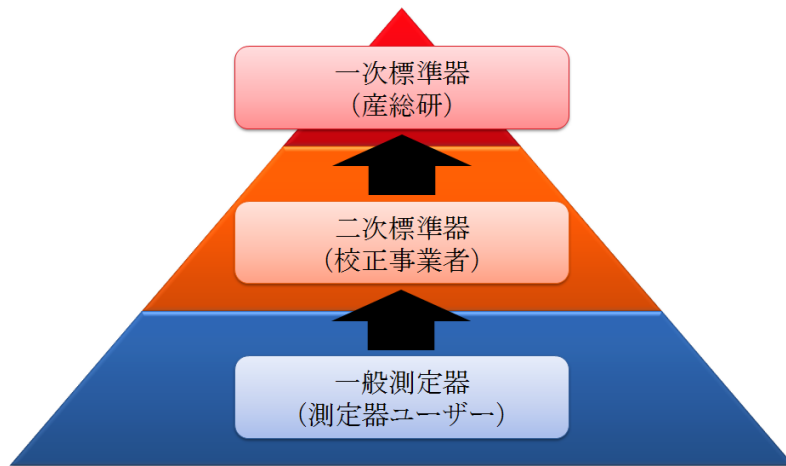 一次標準器
（産総研）
二次標準器
（校正事業者）
一般測定器
（測定器ユーザー）